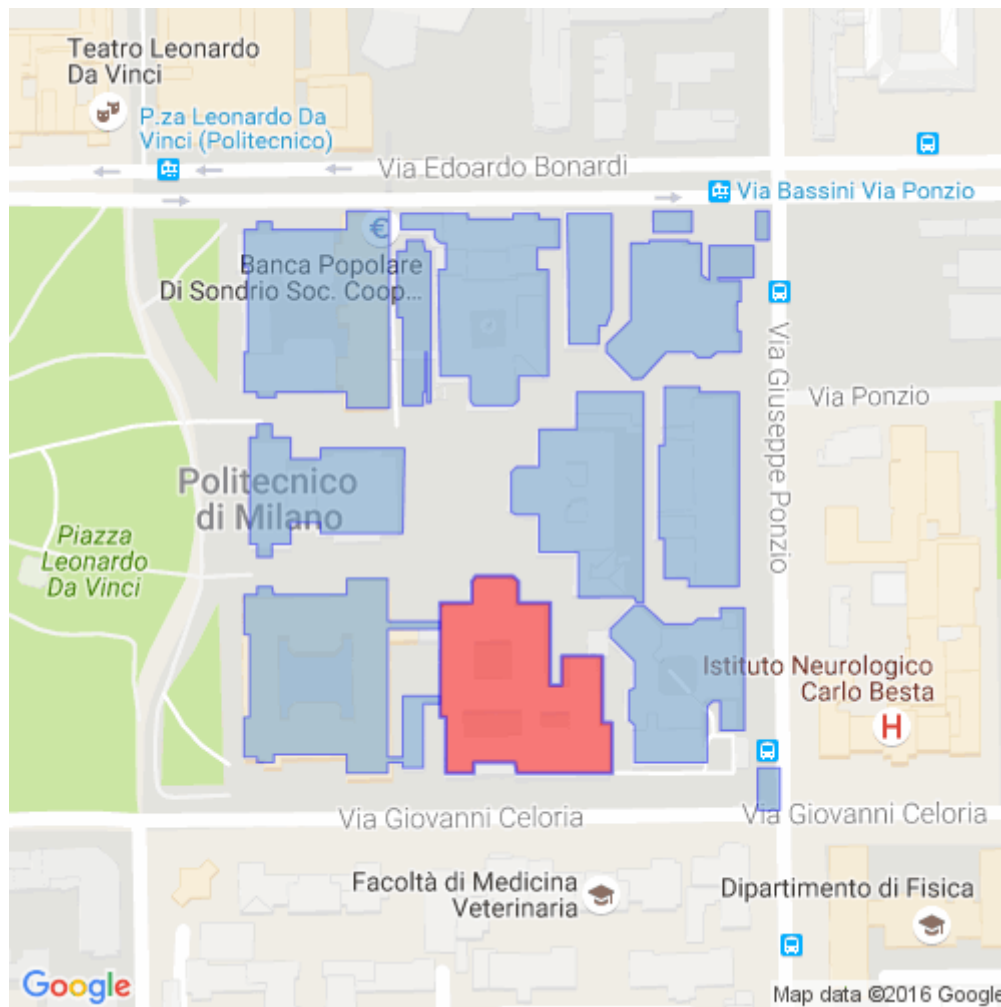 Teatro Leonardo
Da Vinci
P.za Leonardo Da
Vinci (Politecnico)
Via Edoardo Bonardi
Via Bassini Via Ponzio
€
Banca Popolare
Di Sondrio Soc. Coop...
Via Giuseppe Ponzio
Via Ponzio
Politecnico
di Milano
Piazza
Leonardo
Da Vinci
Istituto Neurologico
Carlo Besta
H
Via Giovanni Celoria
Via Giovanni Celoria
Facoltà di Medicina
Veterinaria
Dipartimento di Fisica
Google
Map data ©2016 Google